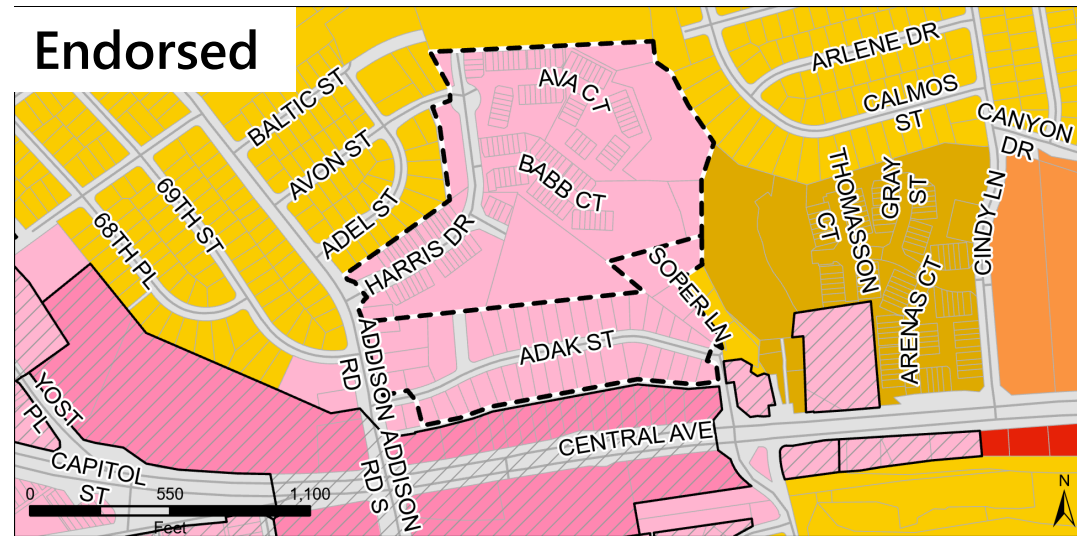 Endorsed
ARLENE DR
BALTIC ST
AVA CT
CALMOS
ST
CANYON
DR
AVON ST
69TH ST
BABB CT
THOMASSON
CT
GRAY
ST
CINDY LN
68TH PL
ADEL ST
HARRIS DR
SOPER LN
ARENAS CT
ADDISON
RD
ADAK ST
YOST
PL
CENTRAL AVE
ADDISON
RD S
CAPITOL
ST
0 550 1,100
Feet
N